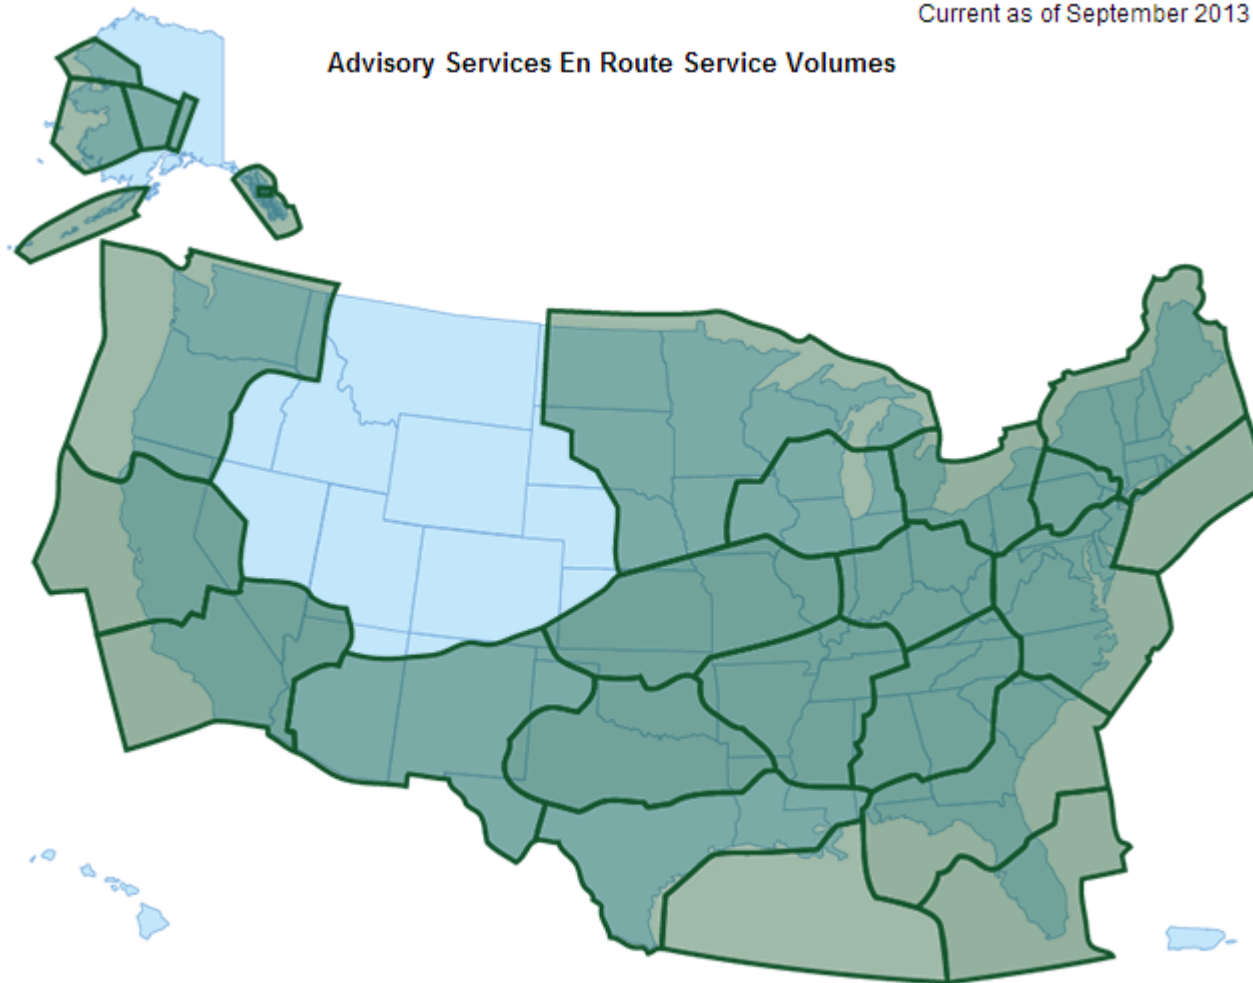 Current as of September 2013
Advisory Services En Route Service Volumes